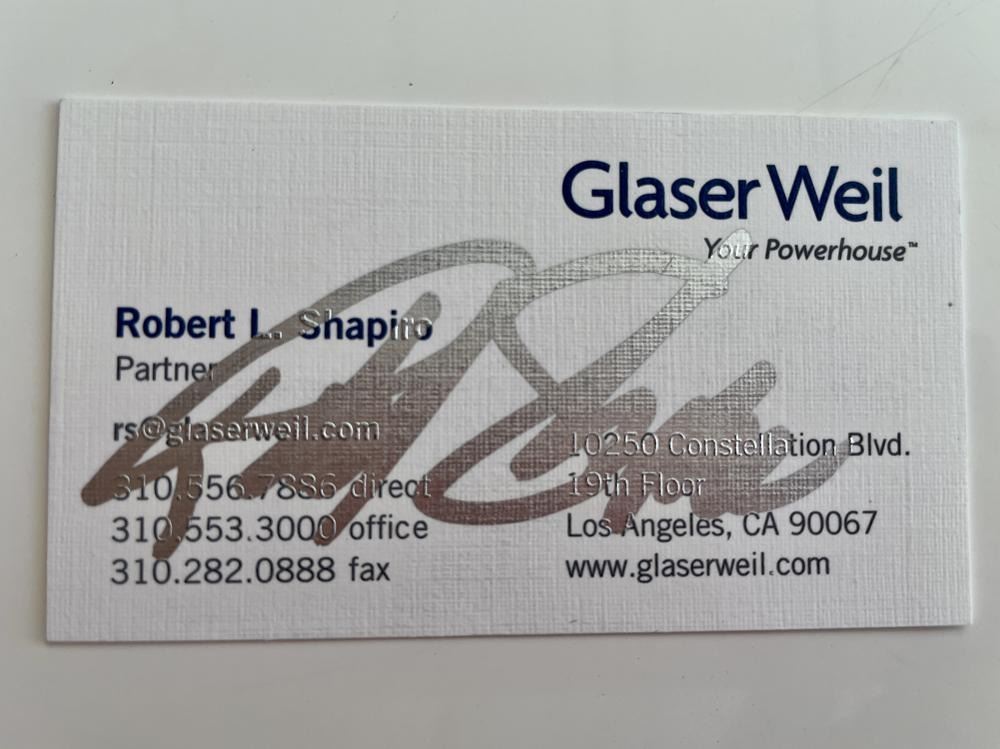 Glaser Weil
Your Powerhouse™
Robert L. Shapiro
Partner
rs@glaserweil.com
310.556.7886 direct
310.553.3000 office
310.282.0888 fax
10250 Constellation Blvd.
19th Floor
Los Angeles, CA 90067
www.glaserweil.com